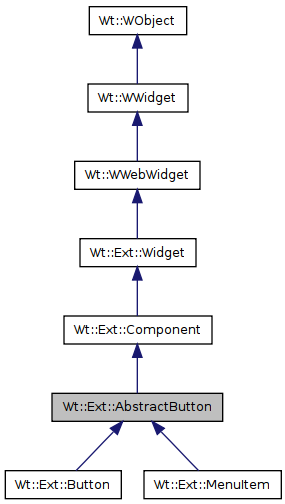 Wt::WObject
Wt::WWidget
Wt::WWebWidget
Wt::Ext::Widget
Wt::Ext::Component
Wt::Ext::AbstractButton
Wt::Ext::Button
Wt::Ext::MenuItem